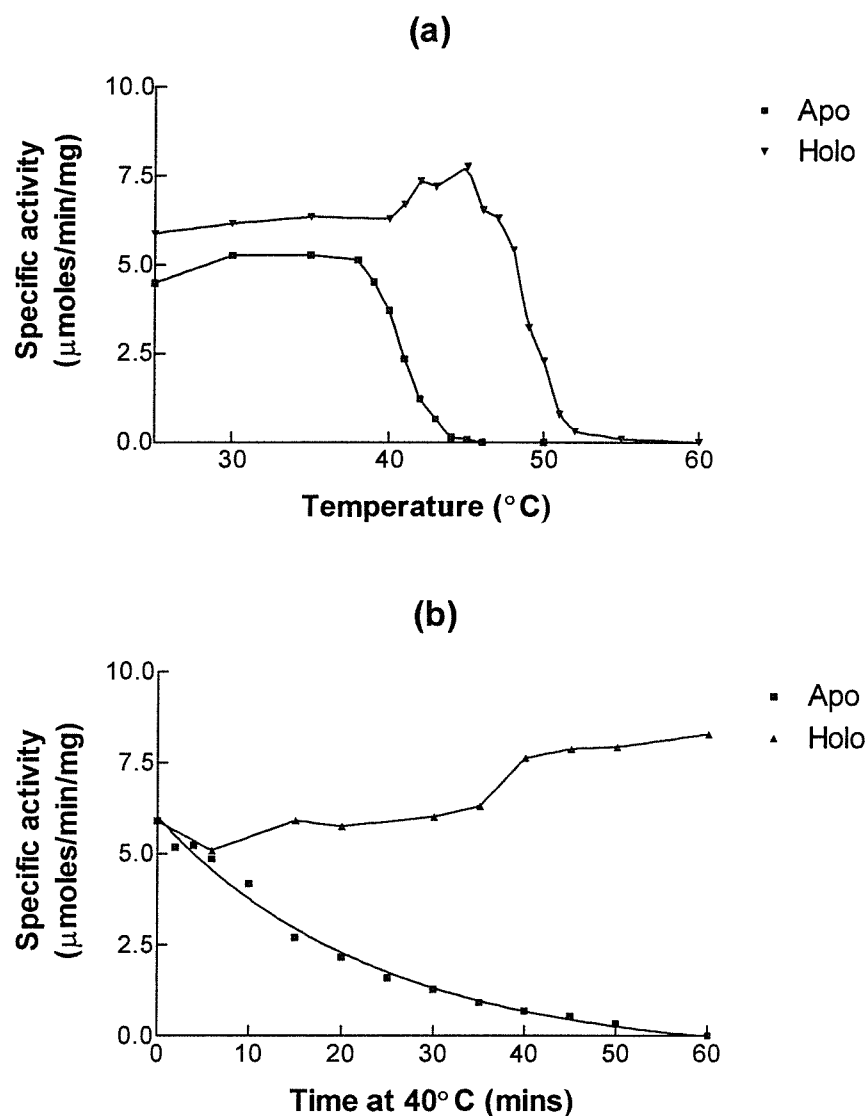 (a)
Specific activity
(μmoles/min/mg)
10.0
7.5
5.0
2.5
0.0
30
40
50
60
Temperature (°C)
Apo
Holo
(b)
Specific activity
(μmoles/min/mg)
10.0
7.5
5.0
2.5
0.0
0
10
20
30
40
50
60
Time at 40°C (mins)
Apo
Holo